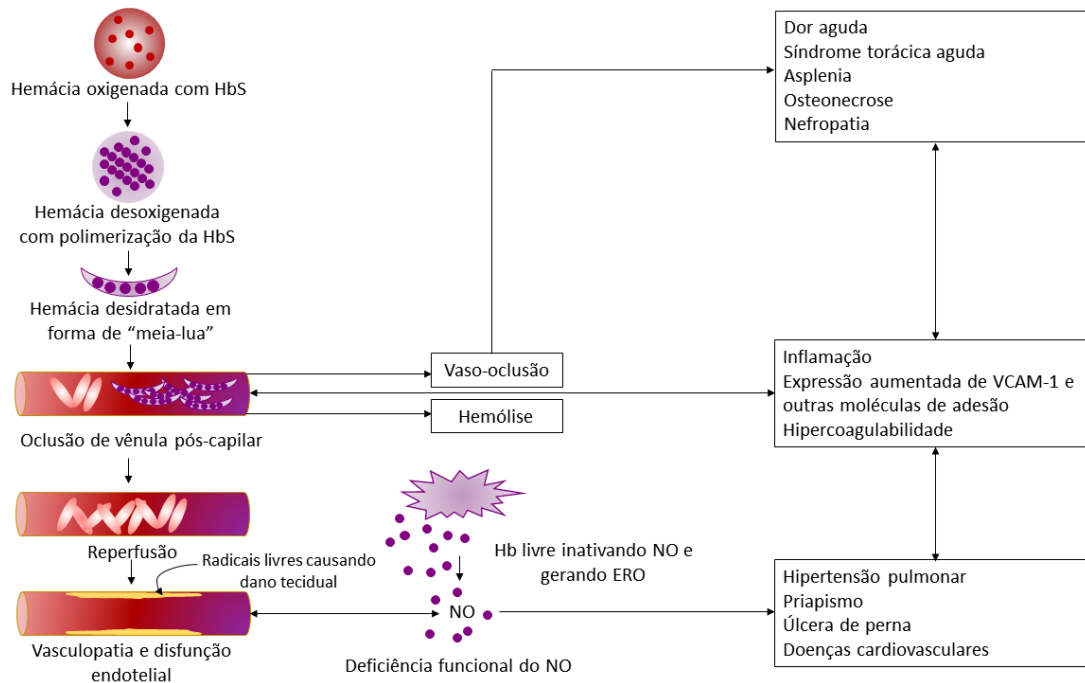 Hemácia oxigenada com HbS
Hemácia desoxigenada
com polimerização da HbS
Hemácia desidratada em
forma de “meia-lua”
Oclusão de vênula pós-capilar
Reperfusão
Radicais livres causando
dano tecidual
Vasculopatia e disfunção
endotelial
Vaso-oclusão
Hemólise
Hb livre inativando NO e
gerando ERO
NO
Deficiência funcional do NO
Dor aguda
Síndrome torácica aguda
Asplenia
Osteonecrose
Nefropatia
Inflamação
Expressão aumentada de VCAM-1 e
outras moléculas de adesão
Hipercoagulabilidade
Hipertensão pulmonar
Priapismo
Úlcera de perna
Doenças cardiovasculares